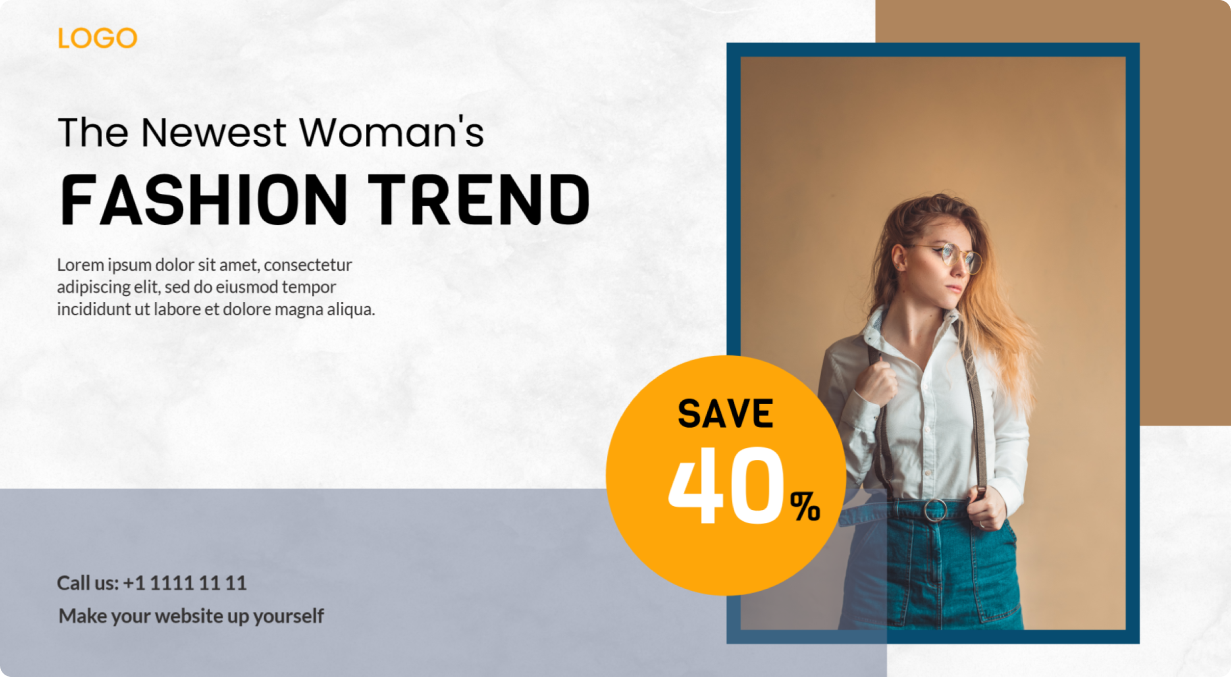 LOGO
The Newest Woman's
FASHION TREND
Lorem ipsum dolor sit amet, consectetur
adipiscing elit, sed do eiusmod tempor
incididunt ut labore et dolore magna aliqua.
SAVE
40%
Call us: +1 1111 11 11
Make your website up yourself